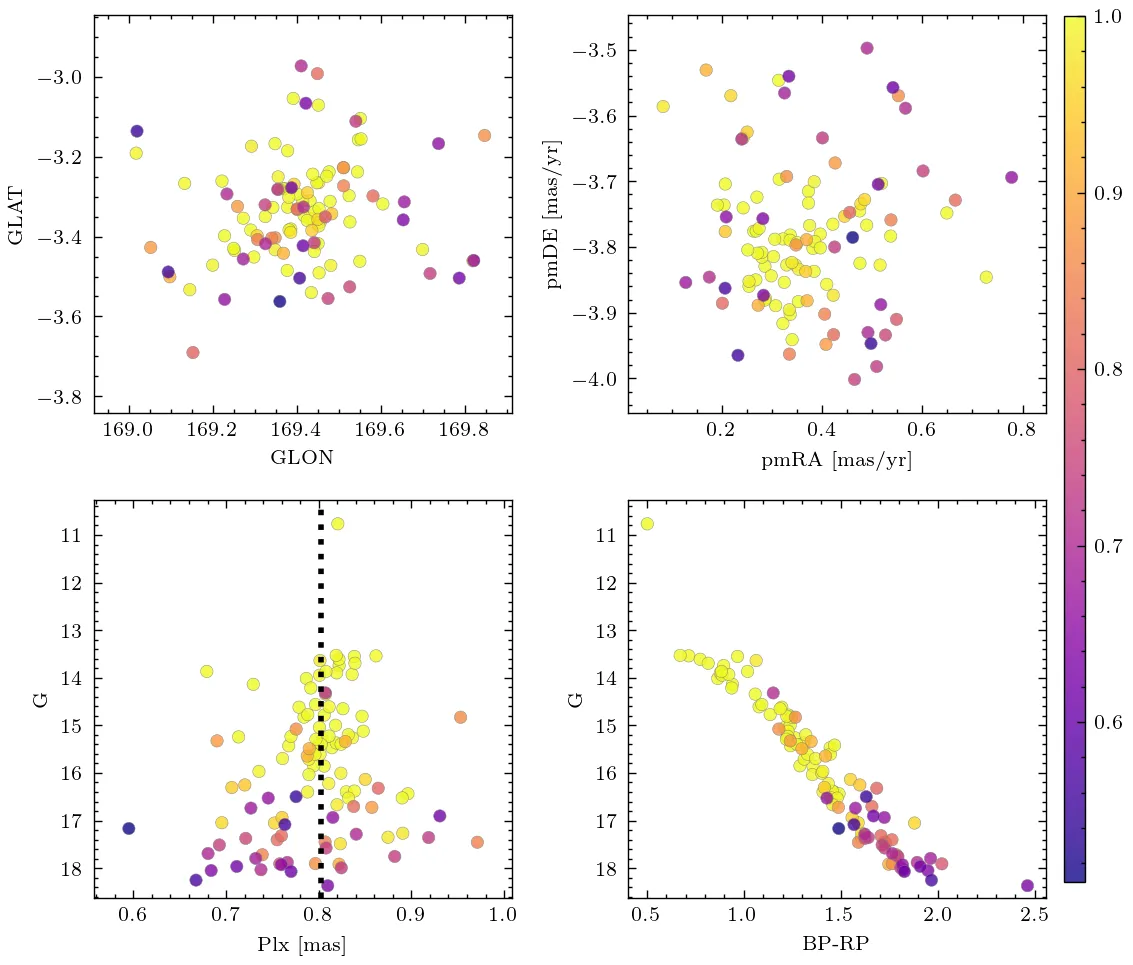 −3.0
−3.2
−3.4
−3.6
−3.8
GLAT
169.0 169.2 169.4 169.6 169.8
GLON
−3.5
−3.6
−3.7
−3.8
−3.9
−4.0
pmDE [mas/yr]
0.2 0.4 0.6 0.8
pmRA [mas/yr]
11
12
13
14
15
16
17
18
G
0.6 0.7 0.8 0.9 1.0
Plx [mas]
11
12
13
14
15
16
17
18
G
0.5 1.0 1.5 2.0 2.5
BP-RP
1.0
0.9
0.8
0.7
0.6